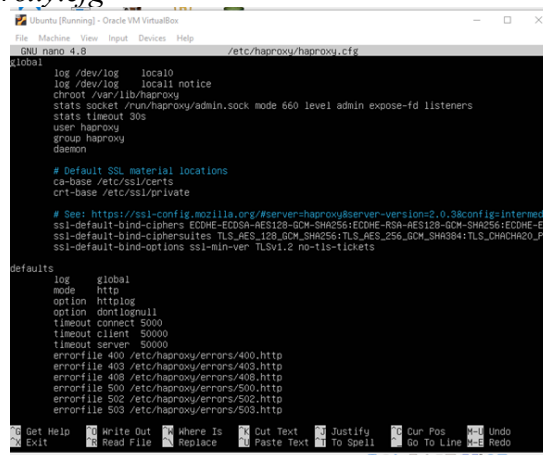 oxy.cfg
Ubuntu [Running] - Oracle VM VirtualBox
File Machine View Input Devices Help
GNU nano 4.8 /etc/haproxy/haproxy.cfg
global
log /dev/log local0
log /dev/log local1 notice
chroot /var/lib/haproxy
stats socket /run/haproxy/admin.sock mode 660 level admin expose-fd listeners
stats timeout 30s
user haproxy
group haproxy
daemon
# Default SSL material locations
ca-base /etc/ssl/certs
crt-base /etc/ssl/private
# See: https://ssl-config.mozilla.org/#server=haproxy&server-version=2.0.3&config=intermed
ssl-default-bind-ciphers ECDHE-ECDSA-AES128-GCM-SHA256:ECDHE-RSA-AES128-GCM-SHA256:ECDHE-E
ssl-default-bind-ciphersuites TLS_AES_128_GCM_SHA256:TLS_AES_256_GCM_SHA384:TLS_CHACHA20_P
ssl-default-bind-options ssl-min-ver TLSv1.2 no-tls-tickets
defaults
log global
mode http
option httplog
option dontlognull
timeout connect 5000
timeout client 50000
timeout server 50000
errorfile 400 /etc/haproxy/errors/400.http
errorfile 403 /etc/haproxy/errors/403.http
errorfile 408 /etc/haproxy/errors/408.http
errorfile 500 /etc/haproxy/errors/500.http
errorfile 502 /etc/haproxy/errors/502.http
errorfile 503 /etc/haproxy/errors/503.http
^G Get Help ^O Write Out ^W Where Is ^K Cut Text ^J Justify ^C Cur Pos M-U Undo
^X Exit ^R Read File ^\ Replace ^U Paste Text ^T To Spell ^_ Go To Line M-E Redo